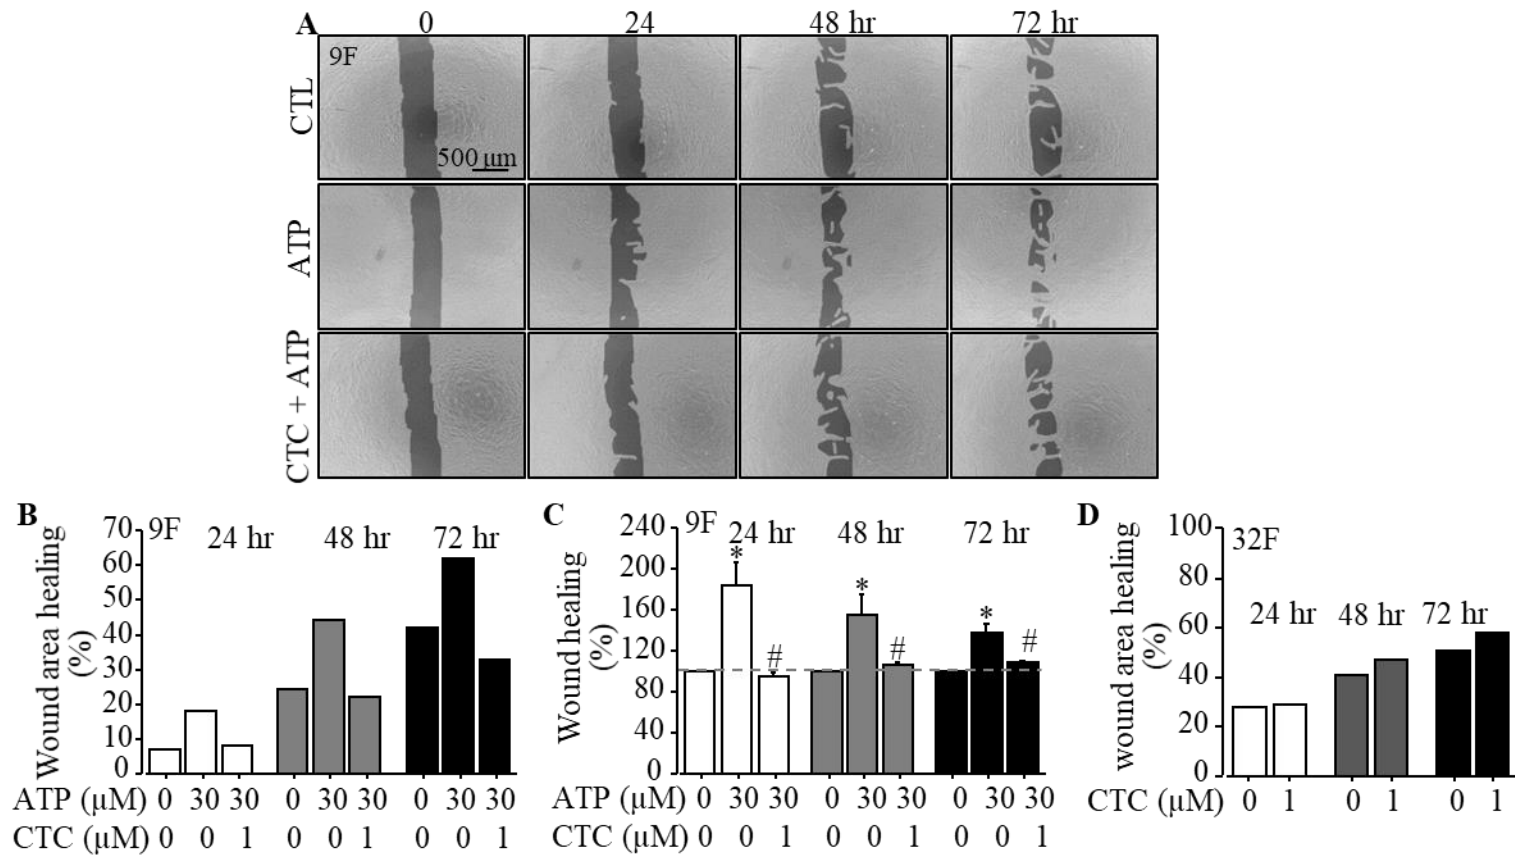 A
0
24
48 hr
72 hr
9F
CTL
500 µm
ATP
CTC + ATP
B
Wound area healing
(%)
70
60
50
40
30
20
10
0
9F
24 hr
48 hr
72 hr
ATP (µM) 0 30 30 0 30 30 0 30 30
CTC (µM) 0 0 1 0 0 1 0 0 1
C
Wound healing
(%)
240
200
160
120
80
40
0
9F
24 hr
48 hr
72 hr
*
#
*
#
*
#
ATP (µM) 0 30 30 0 30 30 0 30 30
CTC (µM) 0 0 1 0 0 1 0 0 1
D
wound area healing
(%)
100
80
60
40
20
0
32F
24 hr
48 hr
72 hr
CTC (µM) 0 1 0 1 0 1